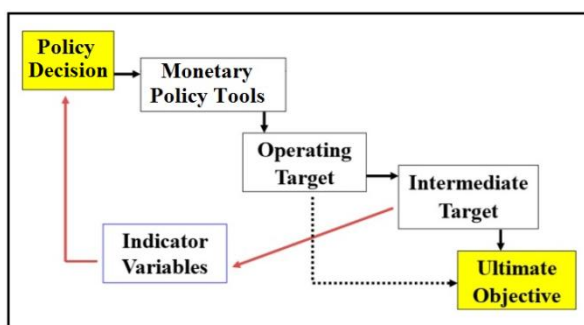 Policy
Decision
Monetary
Policy Tools
Operating
Target
Intermediate
Target
Indicator
Variables
Ultimate
Objective